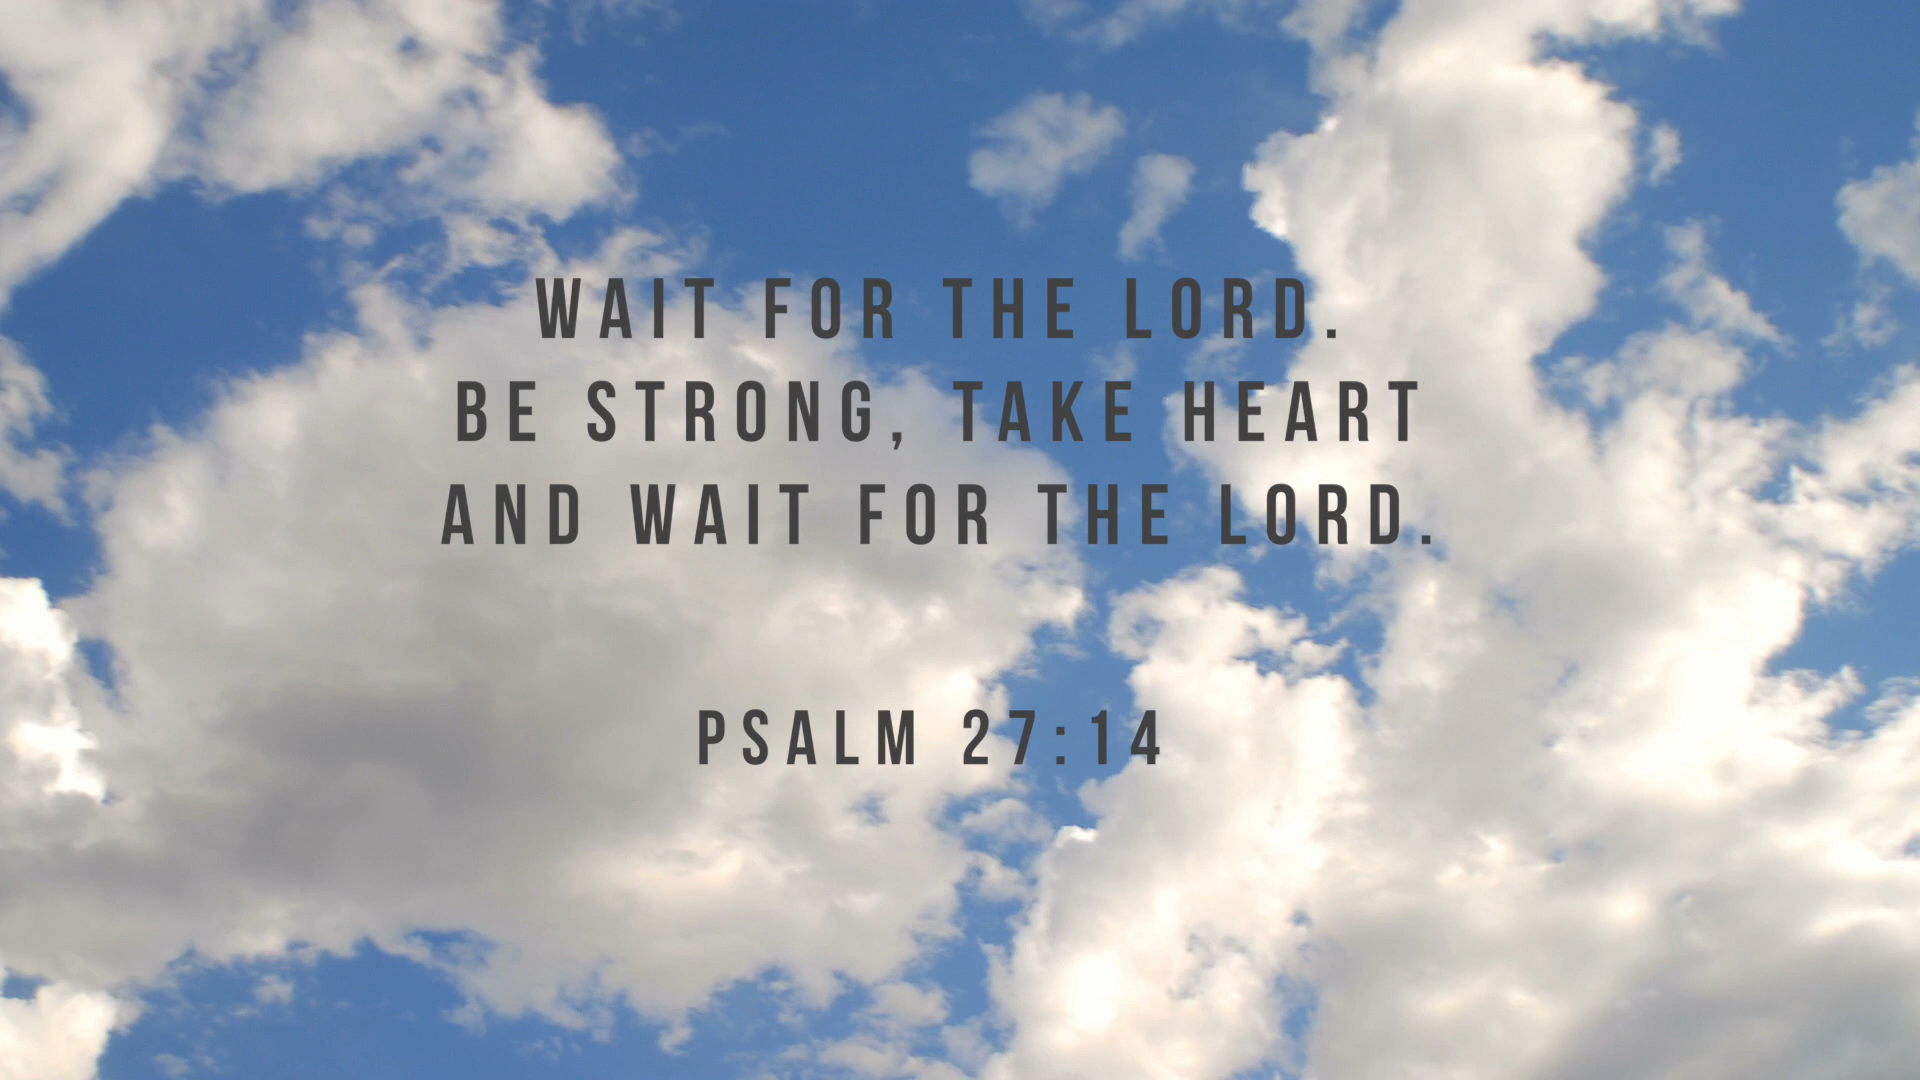 WAIT FOR THE LORD.
BE STRONG, TAKE HEART
AND WAIT FOR THE LORD.
PSALM 27:14